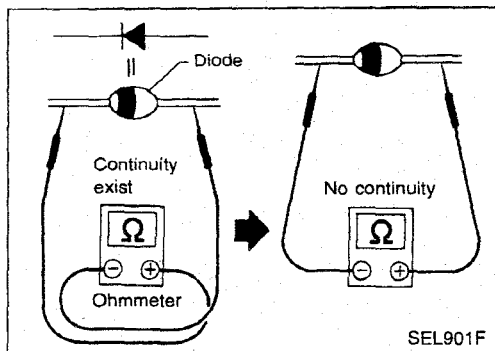 Diode
Continuity
exist
Ω
⊖ ⊕
Ohmmeter
No continuity
Ω
⊖ ⊕
SEL901F